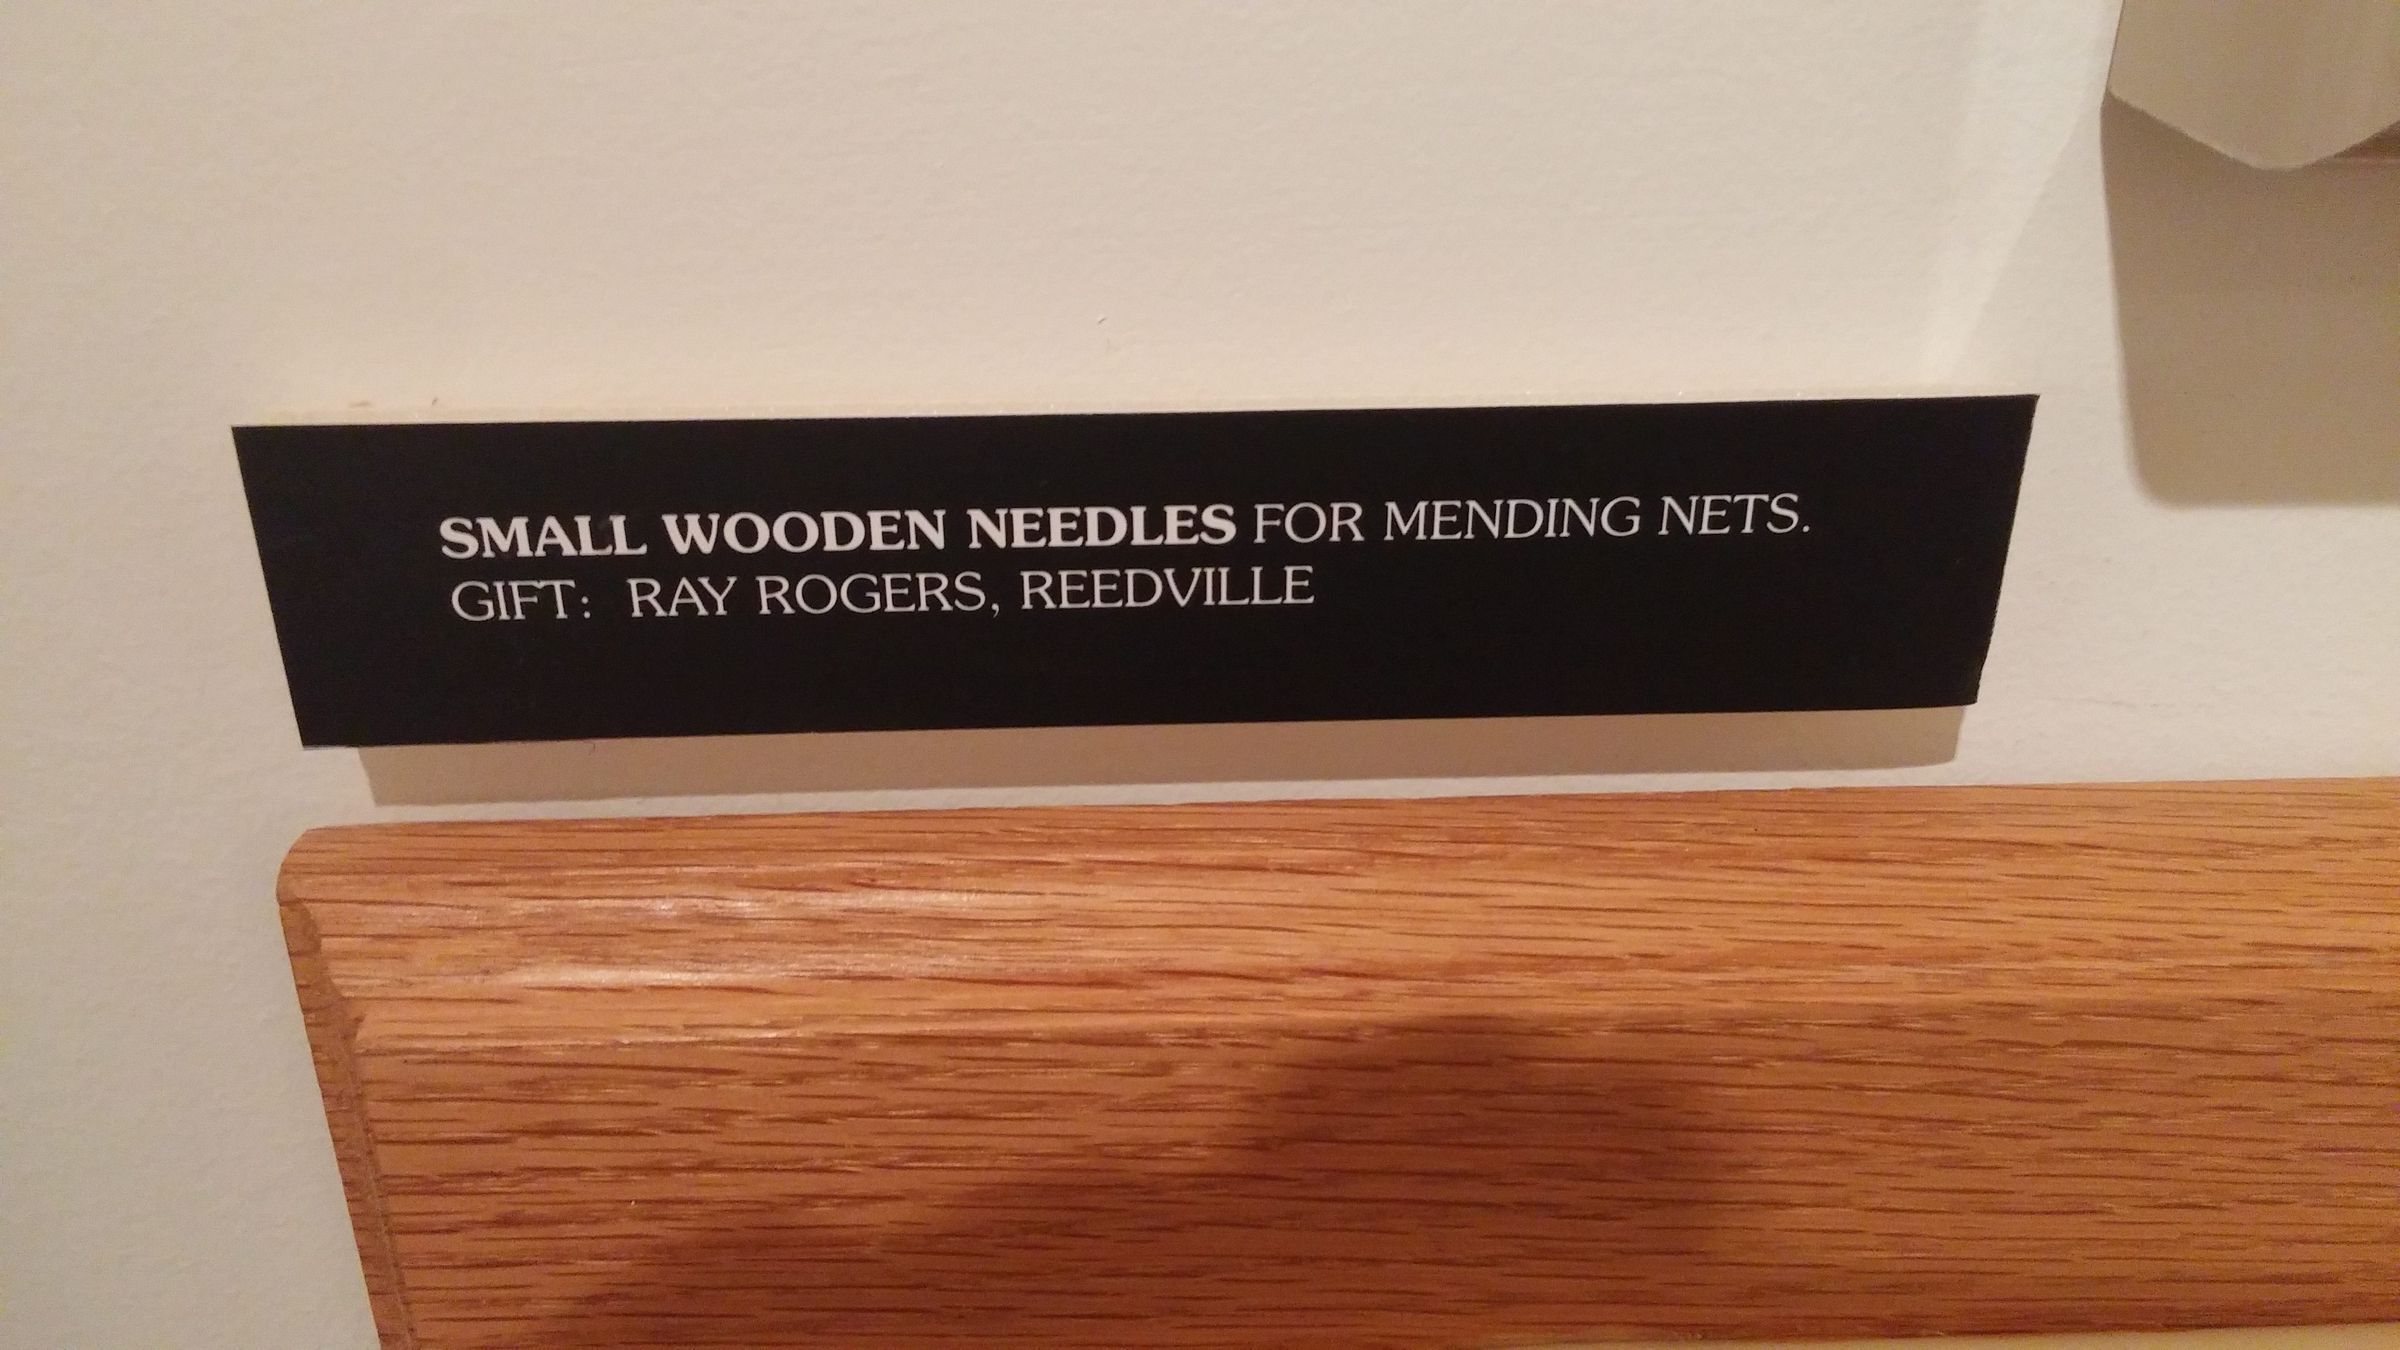 SMALL WOODEN NEEDLES FOR MENDING NETS.
GIFT: RAY ROGERS, REEDVILLE